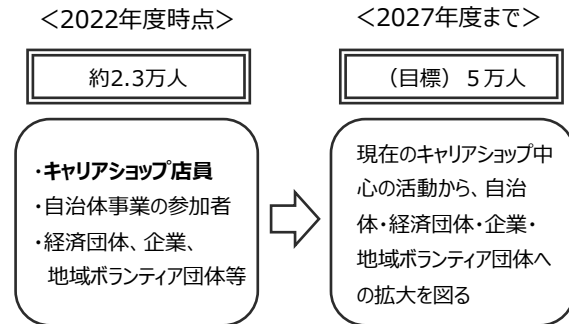 <2022年度時点>
約2.3万人
・キャリアショップ店員
・自治体事業の参加者
・経済団体、企業、
地域ボランティア団体等
<2027年度まで>
（目標）５万人
現在のキャリアショップ中
心の活動から、自治
体・経済団体・企業・
地域ボランティア団体へ
の拡大を図る